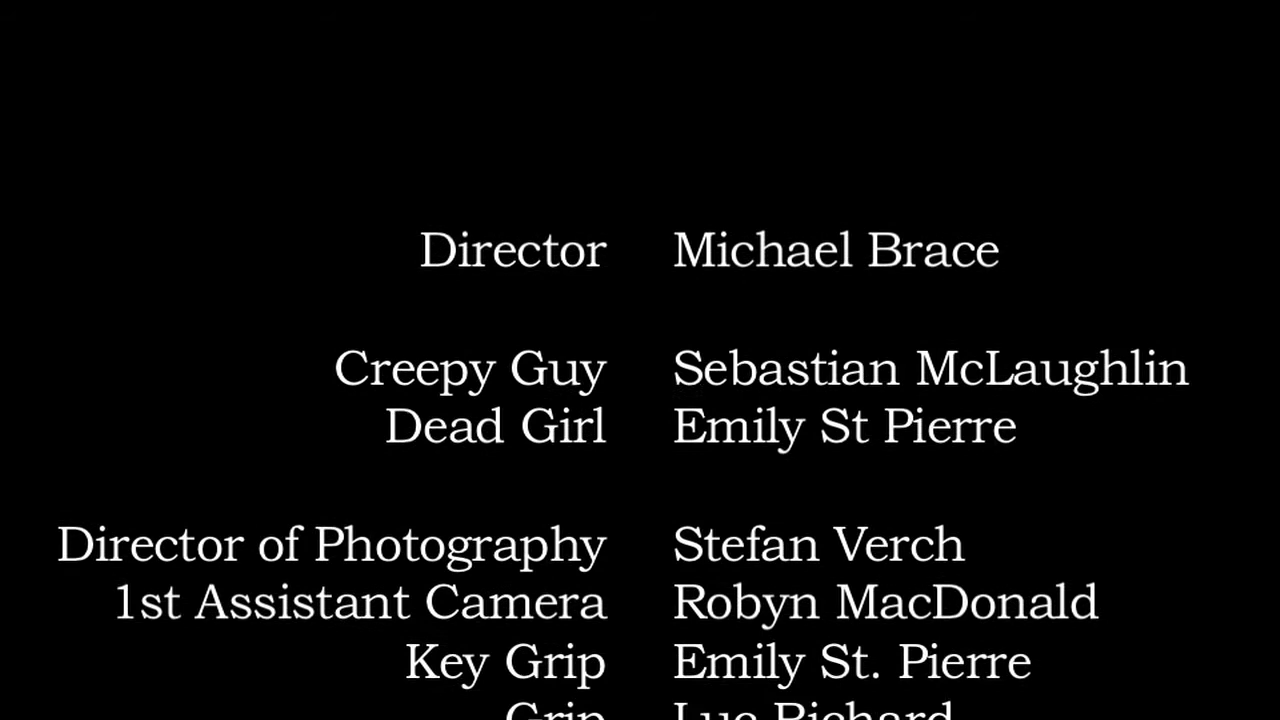 Director Michael Brace
Creepy Guy Sebastian McLaughlin
Dead Girl Emily St Pierre
Director of Photography Stefan Verch
1st Assistant Camera Robyn MacDonald
Key Grip Emily St. Pierre
Grip Luc Richard